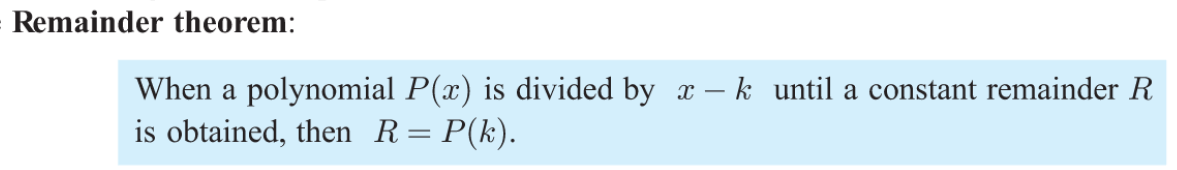 Remainder theorem:
When a polynomial P(x) is divided by x − k until a constant remainder R
is obtained, then R = P(k).